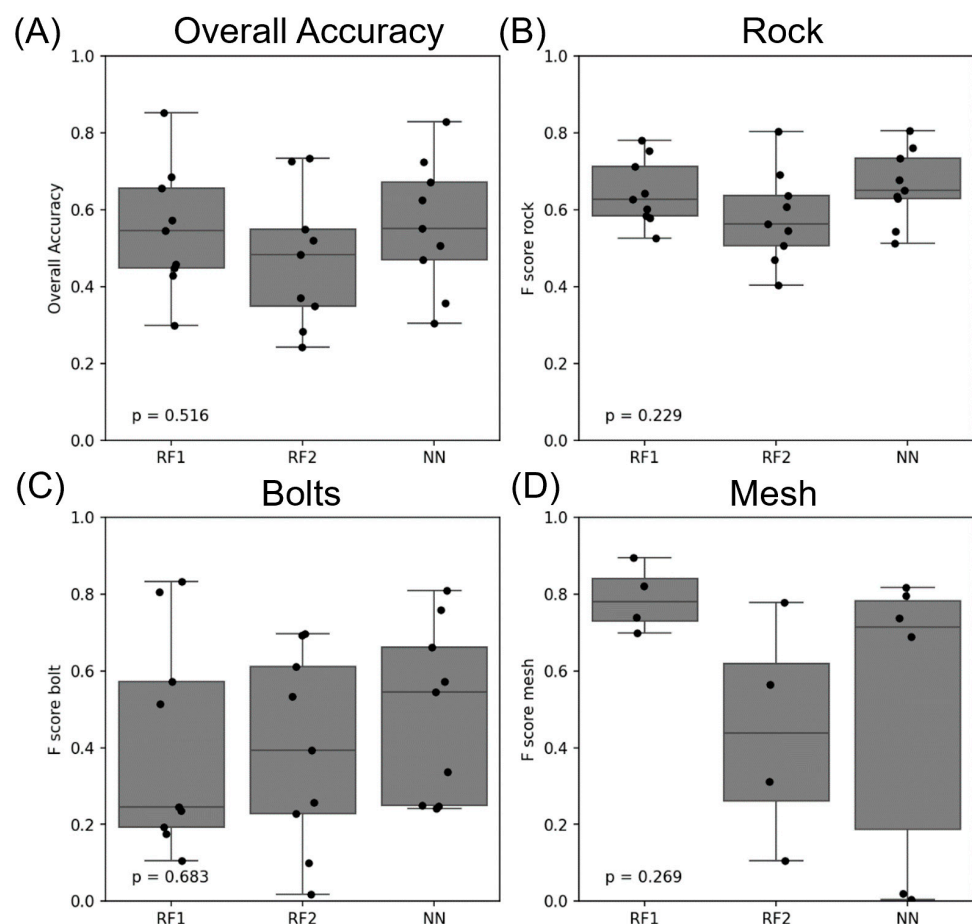 (A) Overall Accuracy
1.0
0.8
0.6
0.4
0.2
0.0
Overall Accuracy
p = 0.516
RF1 RF2 NN
(B) Rock
1.0
0.8
0.6
0.4
0.2
0.0
F score rock
p = 0.229
RF1 RF2 NN
(C) Bolts
1.0
0.8
0.6
0.4
0.2
0.0
F score bolt
p = 0.683
RF1 RF2 NN
(D) Mesh
1.0
0.8
0.6
0.4
0.2
0.0
F score mesh
p = 0.269
RF1 RF2 NN